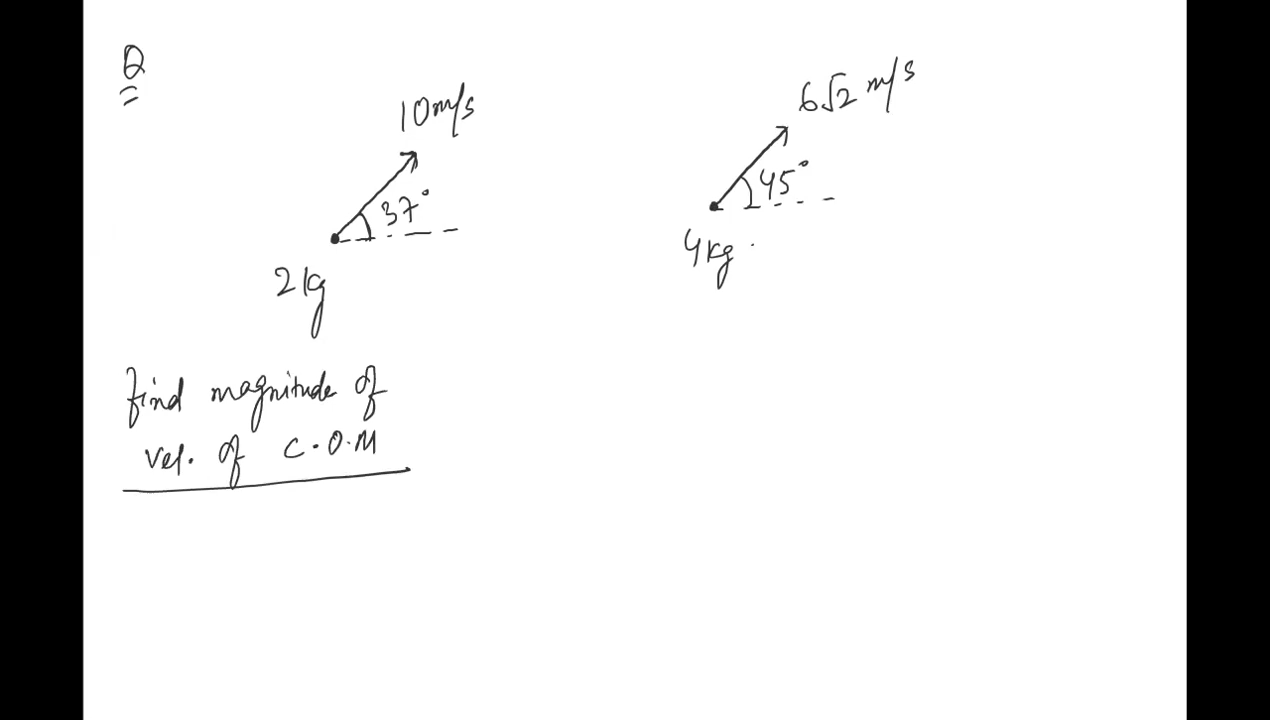 Q
10m/s
6√2 m/s
37°
45°
2kg
4kg
find magnitude of
vel. of C.O.M